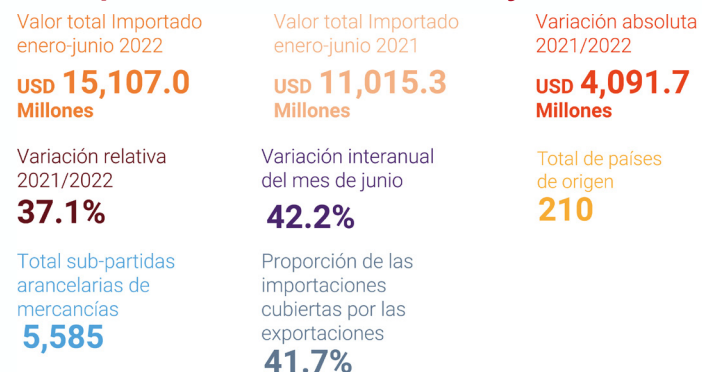 Valor total Importado
enero-junio 2022
USD 15,107.0
Millones
Valor total Importado
enero-junio 2021
USD 11,015.3
Millones
Variación absoluta
2021/2022
USD 4,091.7
Millones
Variación relativa
2021/2022
37.1%
Variación interanual
del mes de junio
42.2%
Total de países
de origen
210
Total sub-partidas
arancelarias de
mercancías
5,585
Proporción de las
importaciones
cubiertas por las
exportaciones
41.7%